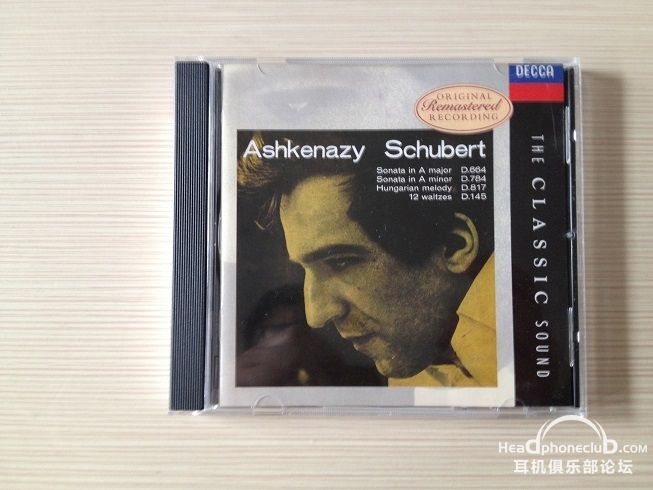 DECCA
ORIGINAL
Remastered
RECORDING
Ashkenazy Schubert
Sonata in A major D.664
Sonata in A minor D.784
Hungarian melody D.817
12 waltzes D.145
THE CLASSIC SOUND
HeadphonecluB.COM
耳机俱乐部论坛